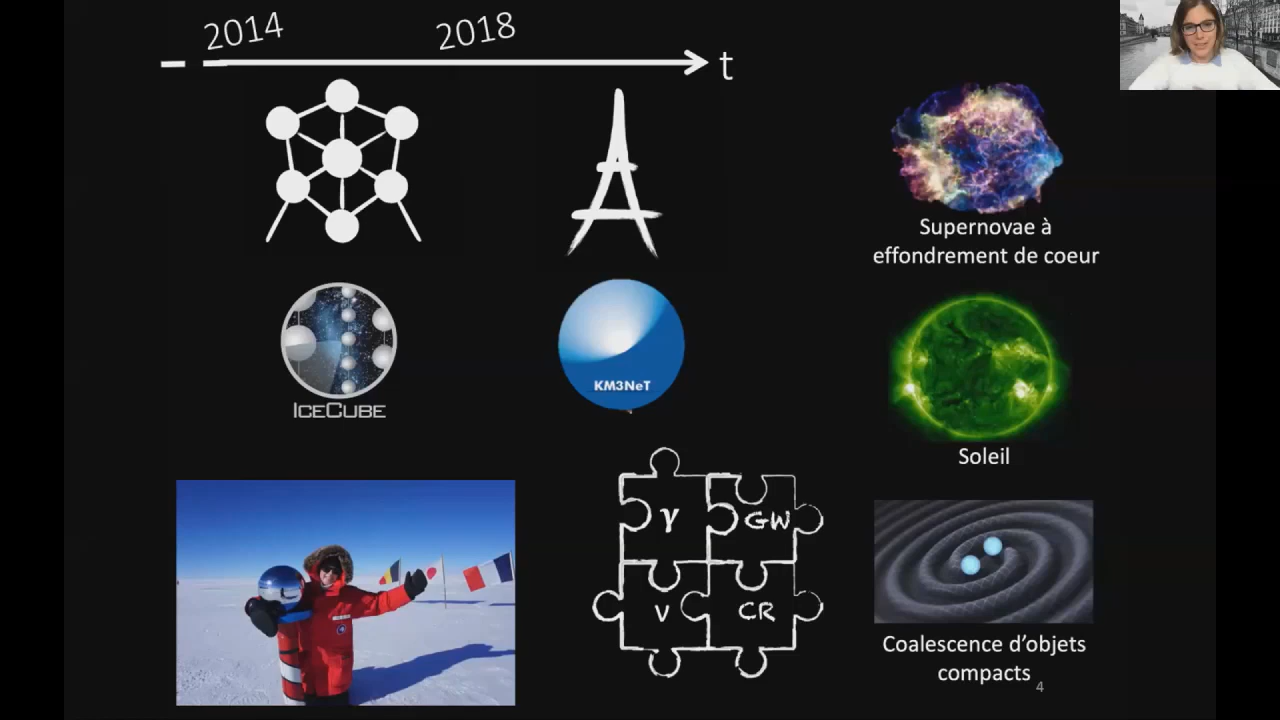 2014
2018
t
Supernovae à
effondrement de coeur
ICECUBE
KM3NeT
Soleil
γ
GW
ν
CR
Coalescence d'objets
compacts
4